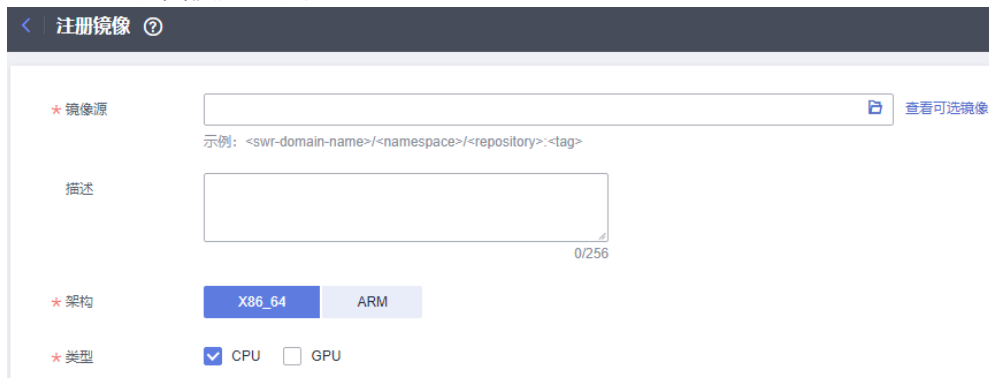 注册镜像
* 镜像源
查看可选镜像
示例：<swr-domain-name>/<namespace>/<repository>:<tag>
描述
0/256
* 架构 X86_64 ARM
* 类型 CPU GPU